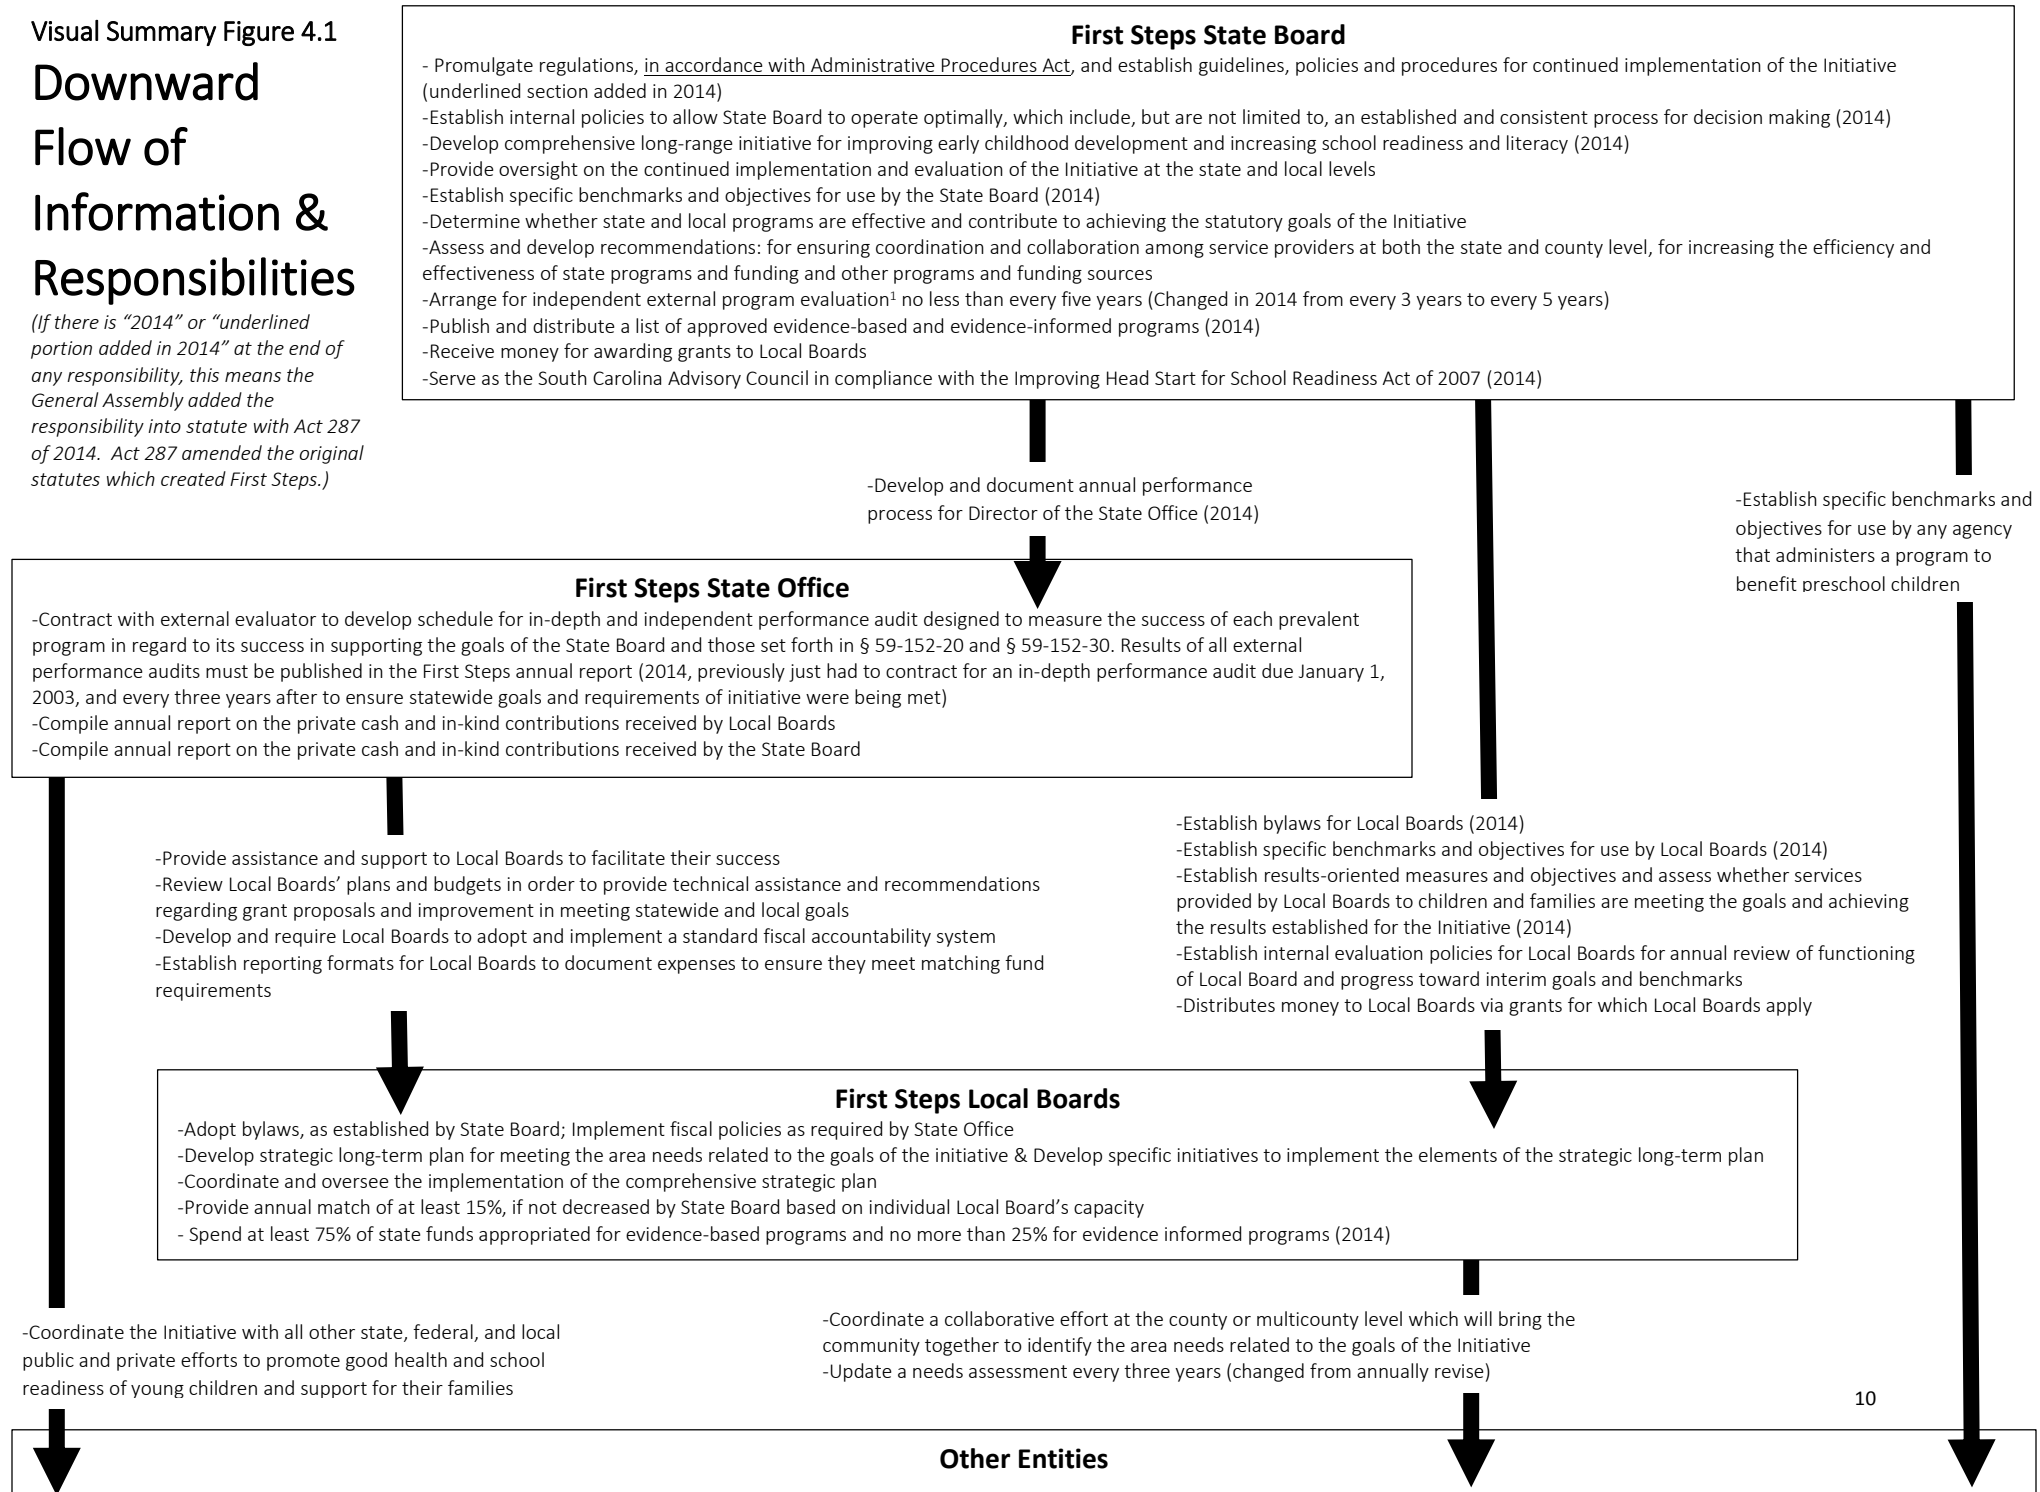 Visual Summary Figure 4.1
Downward
Flow of
Information &
Responsibilities
(If there is “2014” or “underlined
portion added in 2014” at the end of
any responsibility, this means the
General Assembly added the
responsibility into statute with Act 287
of 2014.  Act 287 amended the original
statutes which created First Steps.)
First Steps State Board
- Promulgate regulations, in accordance with Administrative Procedures Act, and establish guidelines, policies and procedures for continued implementation of the Initiative
(underlined section added in 2014)
-Establish internal policies to allow State Board to operate optimally, which include, but are not limited to, an established and consistent process for decision making (2014)
-Develop comprehensive long-range initiative for improving early childhood development and increasing school readiness and literacy (2014)
-Provide oversight on the continued implementation and evaluation of the Initiative at the state and local levels
-Establish specific benchmarks and objectives for use by the State Board (2014)
-Determine whether state and local programs are effective and contribute to achieving the statutory goals of the Initiative
-Assess and develop recommendations: for ensuring coordination and collaboration among service providers at both the state and county level, for increasing the efficiency and
effectiveness of state programs and funding and other programs and funding sources
-Arrange for independent external program evaluation¹ no less than every five years (Changed in 2014 from every 3 years to every 5 years)
-Publish and distribute a list of approved evidence-based and evidence-informed programs (2014)
-Receive money for awarding grants to Local Boards
-Serve as the South Carolina Advisory Council in compliance with the Improving Head Start for School Readiness Act of 2007 (2014)
-Develop and document annual performance
process for Director of the State Office (2014)
-Establish specific benchmarks and
objectives for use by any agency
that administers a program to
benefit preschool children
First Steps State Office
-Contract with external evaluator to develop schedule for in-depth and independent performance audit designed to measure the success of each prevalent
program in regard to its success in supporting the goals of the State Board and those set forth in § 59-152-20 and § 59-152-30. Results of all external
performance audits must be published in the First Steps annual report (2014, previously just had to contract for an in-depth performance audit due January 1,
2003, and every three years after to ensure statewide goals and requirements of initiative were being met)
-Compile annual report on the private cash and in-kind contributions received by Local Boards
-Compile annual report on the private cash and in-kind contributions received by the State Board
-Provide assistance and support to Local Boards to facilitate their success
-Review Local Boards’ plans and budgets in order to provide technical assistance and recommendations
regarding grant proposals and improvement in meeting statewide and local goals
-Develop and require Local Boards to adopt and implement a standard fiscal accountability system
-Establish reporting formats for Local Boards to document expenses to ensure they meet matching fund
requirements
-Establish bylaws for Local Boards (2014)
-Establish specific benchmarks and objectives for use by Local Boards (2014)
-Establish results-oriented measures and objectives and assess whether services
provided by Local Boards to children and families are meeting the goals and achieving
the results established for the Initiative (2014)
-Establish internal evaluation policies for Local Boards for annual review of functioning
of Local Board and progress toward interim goals and benchmarks
-Distributes money to Local Boards via grants for which Local Boards apply
First Steps Local Boards
-Adopt bylaws, as established by State Board; Implement fiscal policies as required by State Office
-Develop strategic long-term plan for meeting the area needs related to the goals of the initiative & Develop specific initiatives to implement the elements of the strategic long-term plan
-Coordinate and oversee the implementation of the comprehensive strategic plan
-Provide annual match of at least 15%, if not decreased by State Board based on individual Local Board’s capacity
- Spend at least 75% of state funds appropriated for evidence-based programs and no more than 25% for evidence informed programs (2014)
-Coordinate the Initiative with all other state, federal, and local
public and private efforts to promote good health and school
readiness of young children and support for their families
-Coordinate a collaborative effort at the county or multicounty level which will bring the
community together to identify the area needs related to the goals of the Initiative
-Update a needs assessment every three years (changed from annually revise)
10
Other Entities